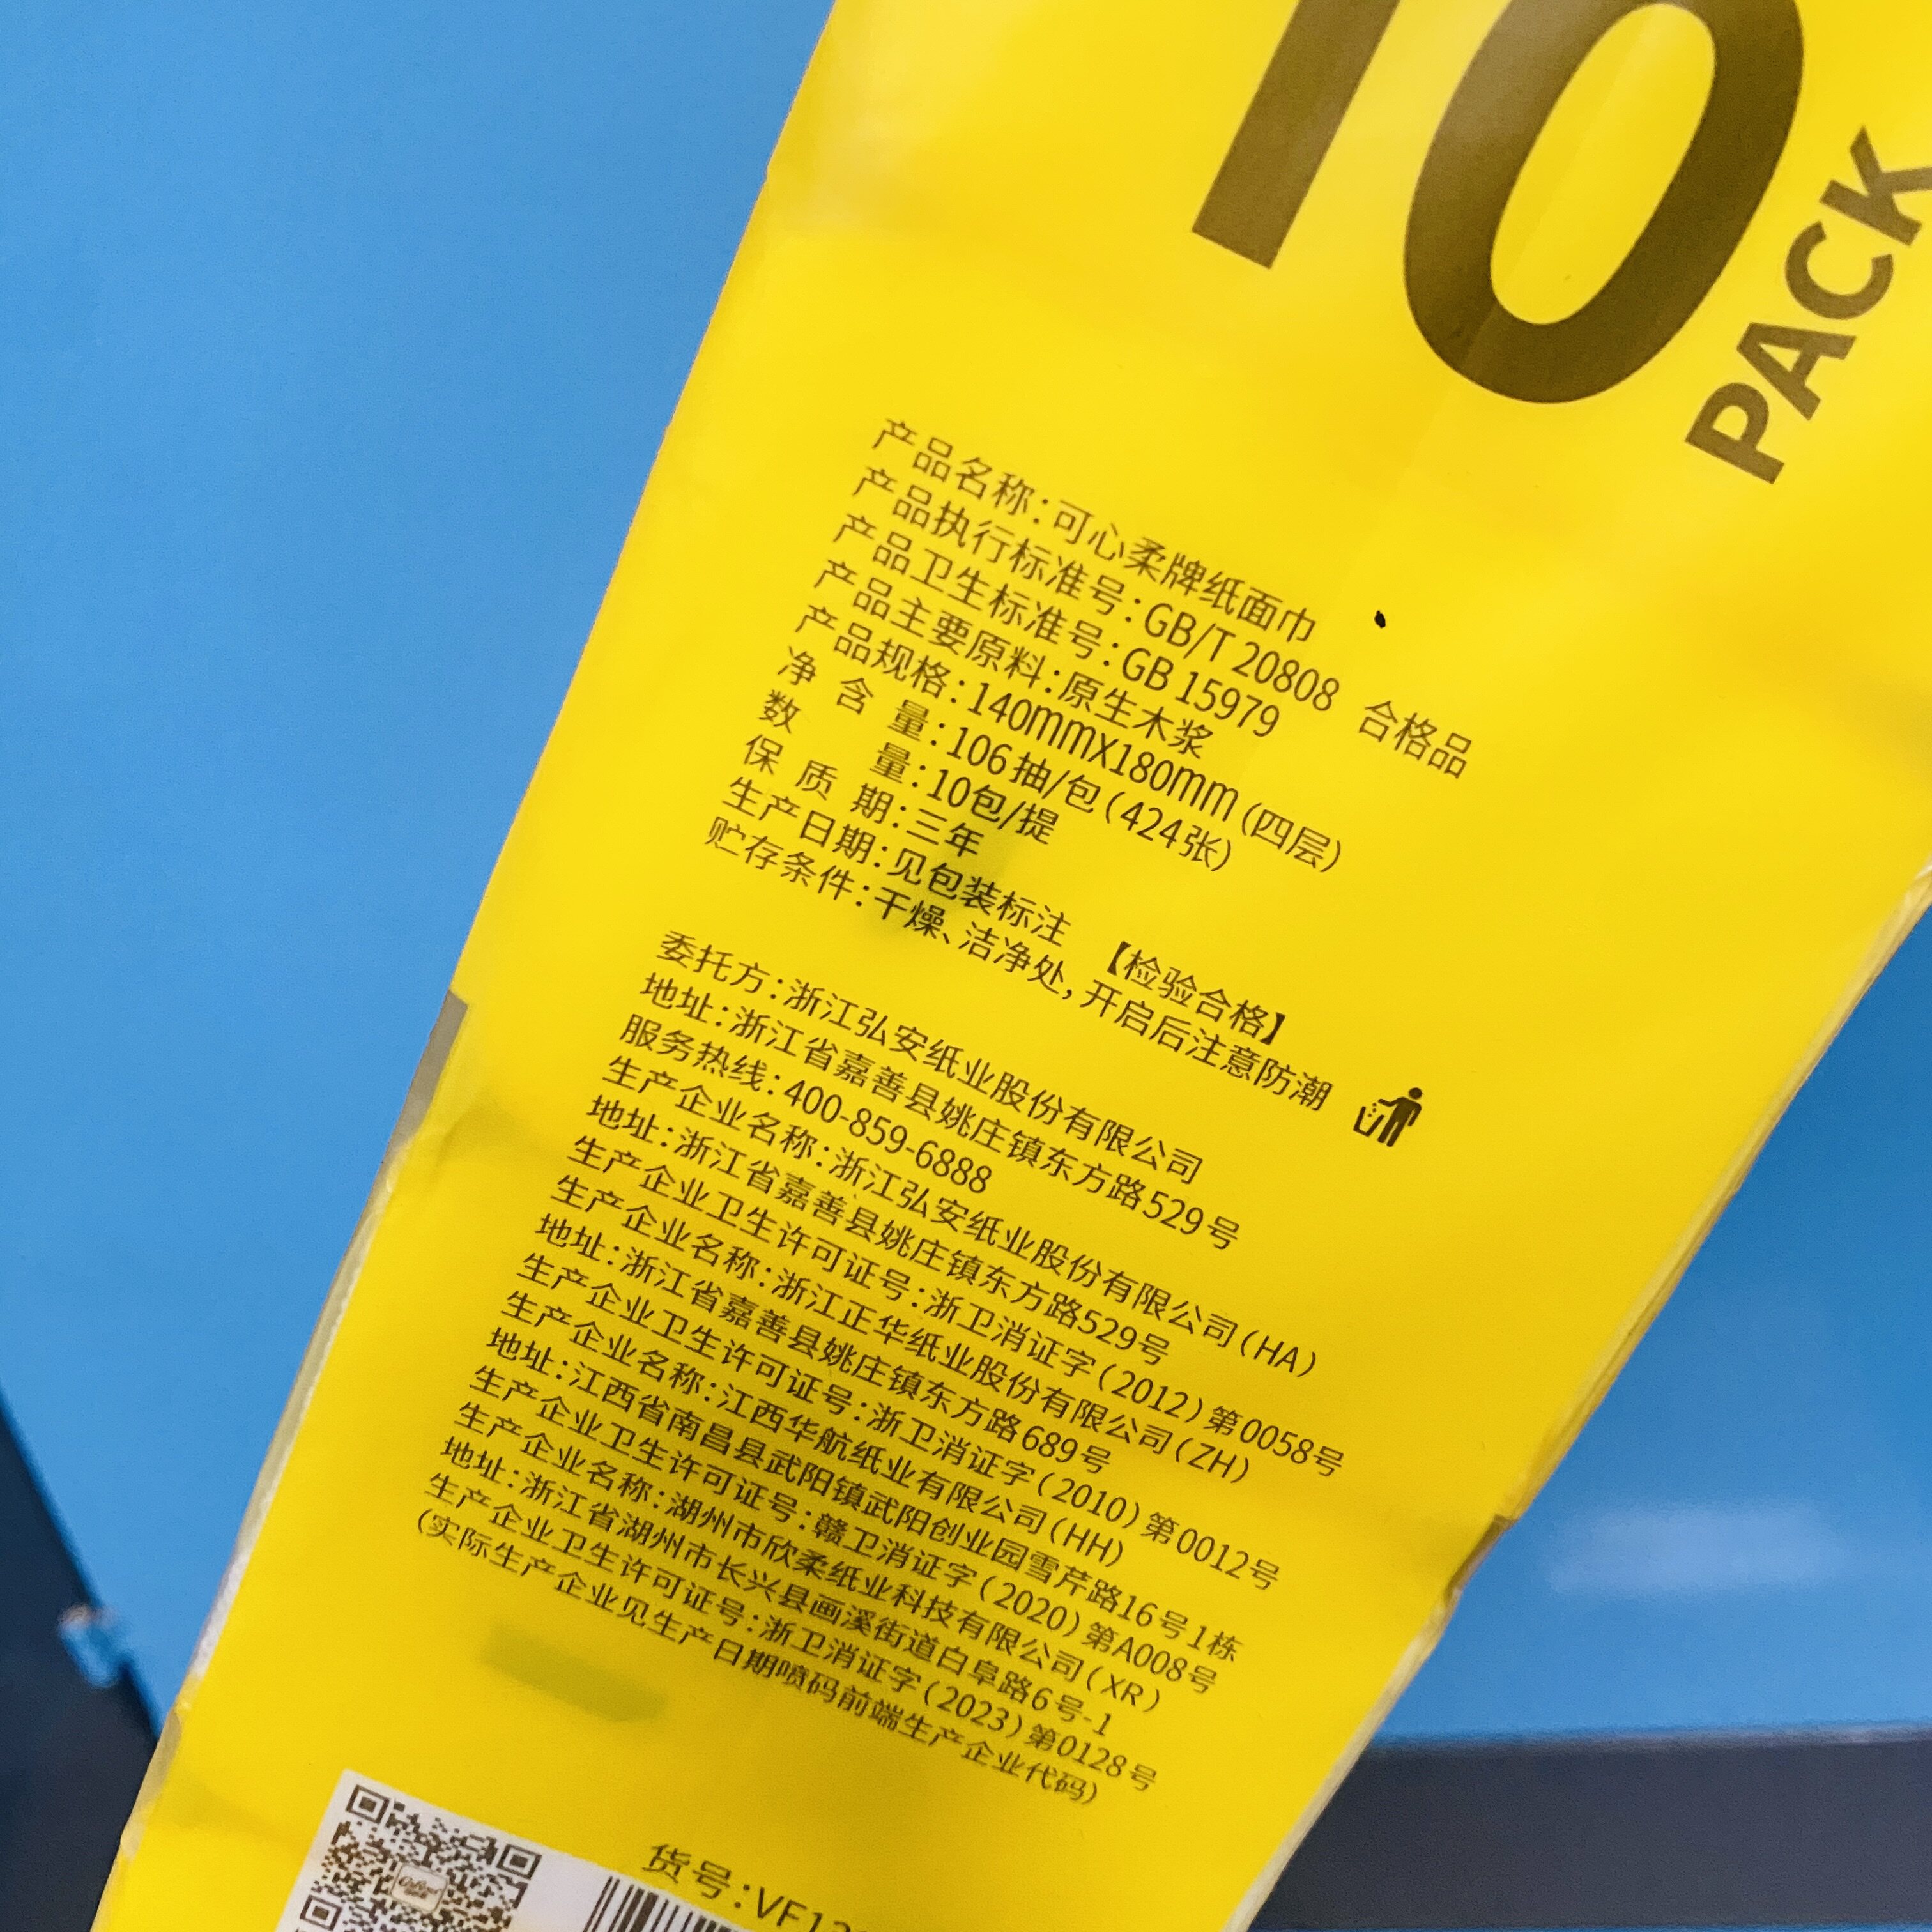 10
PACK
产品名称:可心柔牌纸面巾
产品执行标准号:GB/T 20808 合格品
产品卫生标准号:GB 15979
产品主要原料:原生木浆
产品规格:140mmX180mm(四层)
净含量:106抽/包(424张)
数量:10包/提
保质期:三年
生产日期:见包装标注 【检验合格】
贮存条件:干燥、洁净处,开启后注意防潮
委托方:浙江弘安纸业股份有限公司
地址:浙江省嘉善县姚庄镇东方路529号
服务热线:400-859-6888
生产企业名称:浙江弘安纸业股份有限公司(HA)
地址:浙江省嘉善县姚庄镇东方路529号
生产企业卫生许可证号:浙卫消证字(2012)第0058号
生产企业名称:浙江正华纸业股份有限公司(ZH)
地址:浙江省嘉善县姚庄镇东方路689号
生产企业卫生许可证号:浙卫消证字(2010)第0012号
生产企业名称:江西华航纸业有限公司(HH)
地址:江西省南昌县武阳镇武阳创业园雪芹路16号1栋
生产企业卫生许可证号:赣卫消证字(2020)第A008号
生产企业名称:湖州市欣柔纸业科技有限公司(XR)
地址:浙江省湖州市长兴县画溪街道白阜路6号-1
生产企业卫生许可证号:浙卫消证字(2023)第0128号
(实际生产企业见生产日期喷码前端生产企业代码)
货号:VF12